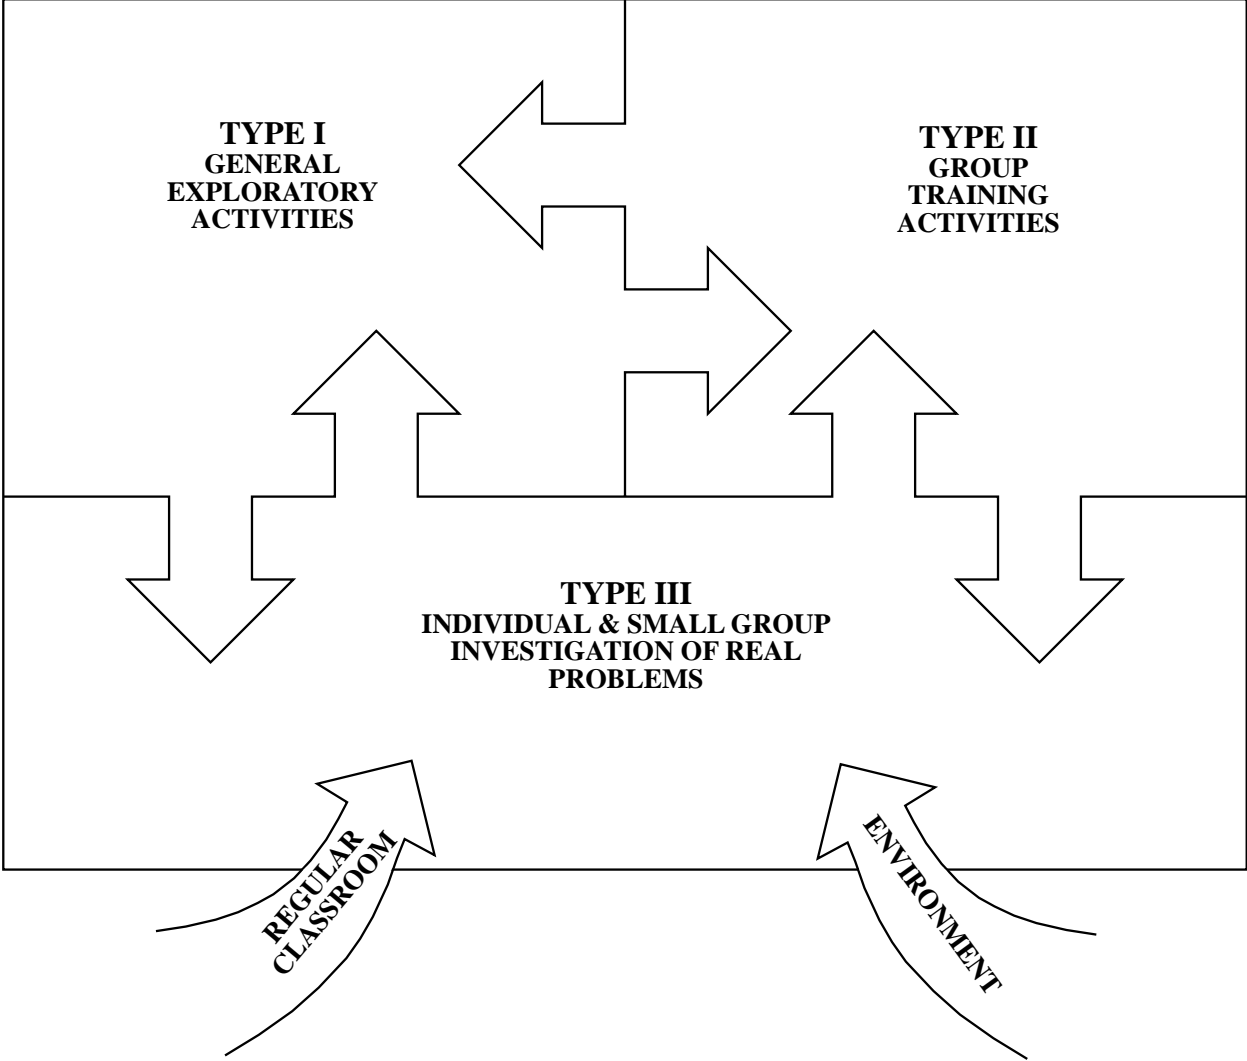 TYPE I
GENERAL
EXPLORATORY
ACTIVITIES
TYPE II
GROUP
TRAINING
ACTIVITIES
TYPE III
INDIVIDUAL & SMALL GROUP
INVESTIGATION OF REAL
PROBLEMS
REGULAR
CLASSROOM
ENVIRONMENT